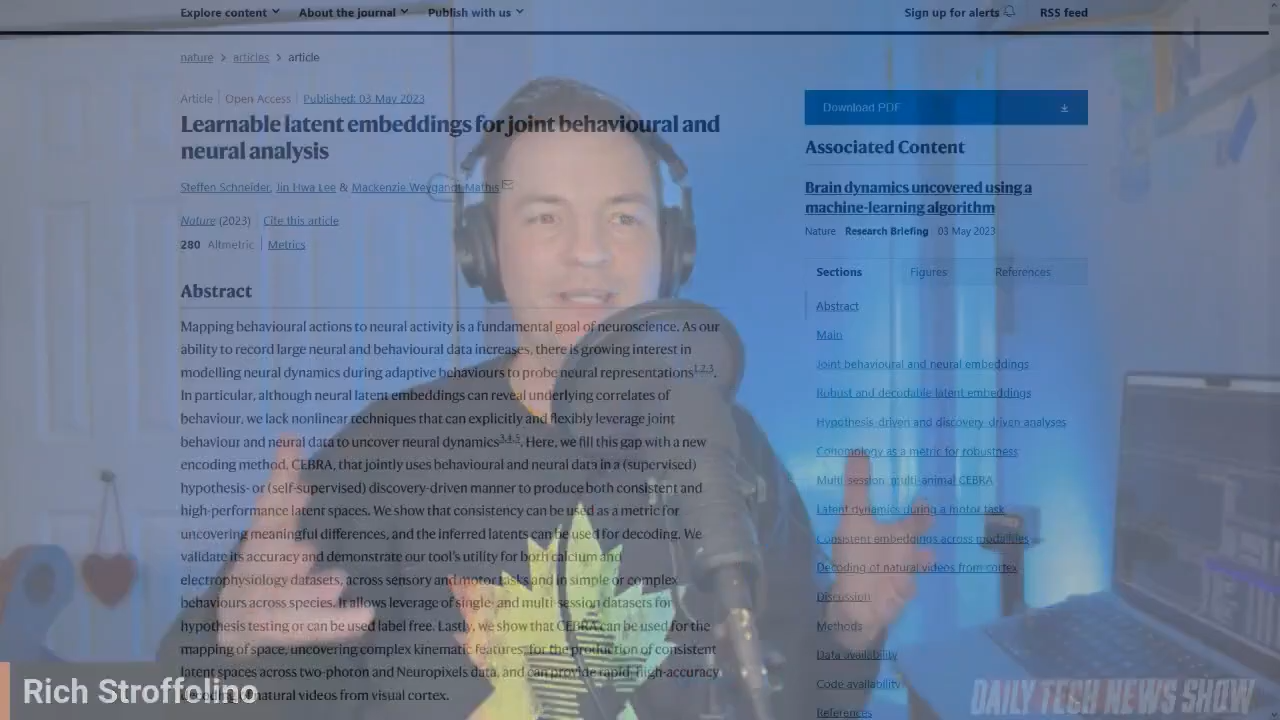 Explore content
About the journal
Publish with us
Sign up for alerts
RSS feed
nature > articles > article
Article | Open Access | Published: 03 May 2023
Learnable latent embeddings for joint behavioural and
neural analysis
Steffen Schneider, Jin Hwa Lee & Mackenzie Weygandt Mathis
Nature (2023) | Cite this article
280 Altmetric | Metrics
Abstract
Mapping behavioural actions to neural activity is a fundamental goal of neuroscience. As our
ability to record large neural and behavioural data increases, there is growing interest in
modelling neural dynamics during adaptive behaviours to probe neural representations1,2,3.
In particular, although neural latent embeddings can reveal underlying correlates of
behaviour, we lack nonlinear techniques that can explicitly and flexibly leverage joint
behaviour and neural data to uncover neural dynamics3,4,5. Here, we fill this gap with a new
encoding method, CEBRA, that jointly uses behavioural and neural data in a (supervised)
hypothesis- or (self-supervised) discovery-driven manner to produce both consistent and
high-performance latent spaces. We show that consistency can be used as a metric for
uncovering meaningful differences, and the inferred latents can be used for decoding. We
validate its accuracy and demonstrate our tool's utility for both calcium and
electrophysiology datasets, across sensory and motor tasks and in simple or complex
behaviours across species. It allows leverage of single- and multi-session datasets for
hypothesis testing or can be used label free. Lastly, we show that CEBRA can be used for the
mapping of space, uncovering complex kinematic features, for the production of consistent
latent spaces across two-photon and Neuropixels data, and can provide rapid, high-accuracy
natural videos from visual cortex.
Download PDF
Associated Content
Brain dynamics uncovered using a
machine-learning algorithm
Nature Research Briefing 03 May 2023
Sections Figures References
Abstract
Main
Joint behavioural and neural embeddings
Robust and decodable latent embeddings
Hypothesis-driven and discovery-driven analyses
Cohomology as a metric for robustness
Multi-session, multi-animal CEBRA
Latent dynamics during a motor task
Consistent embeddings across modalities
Decoding of natural videos from cortex
Discussion
Methods
Data availability
Code availability
References
Rich Stroffolino
DAILY TECH NEWS SHOW